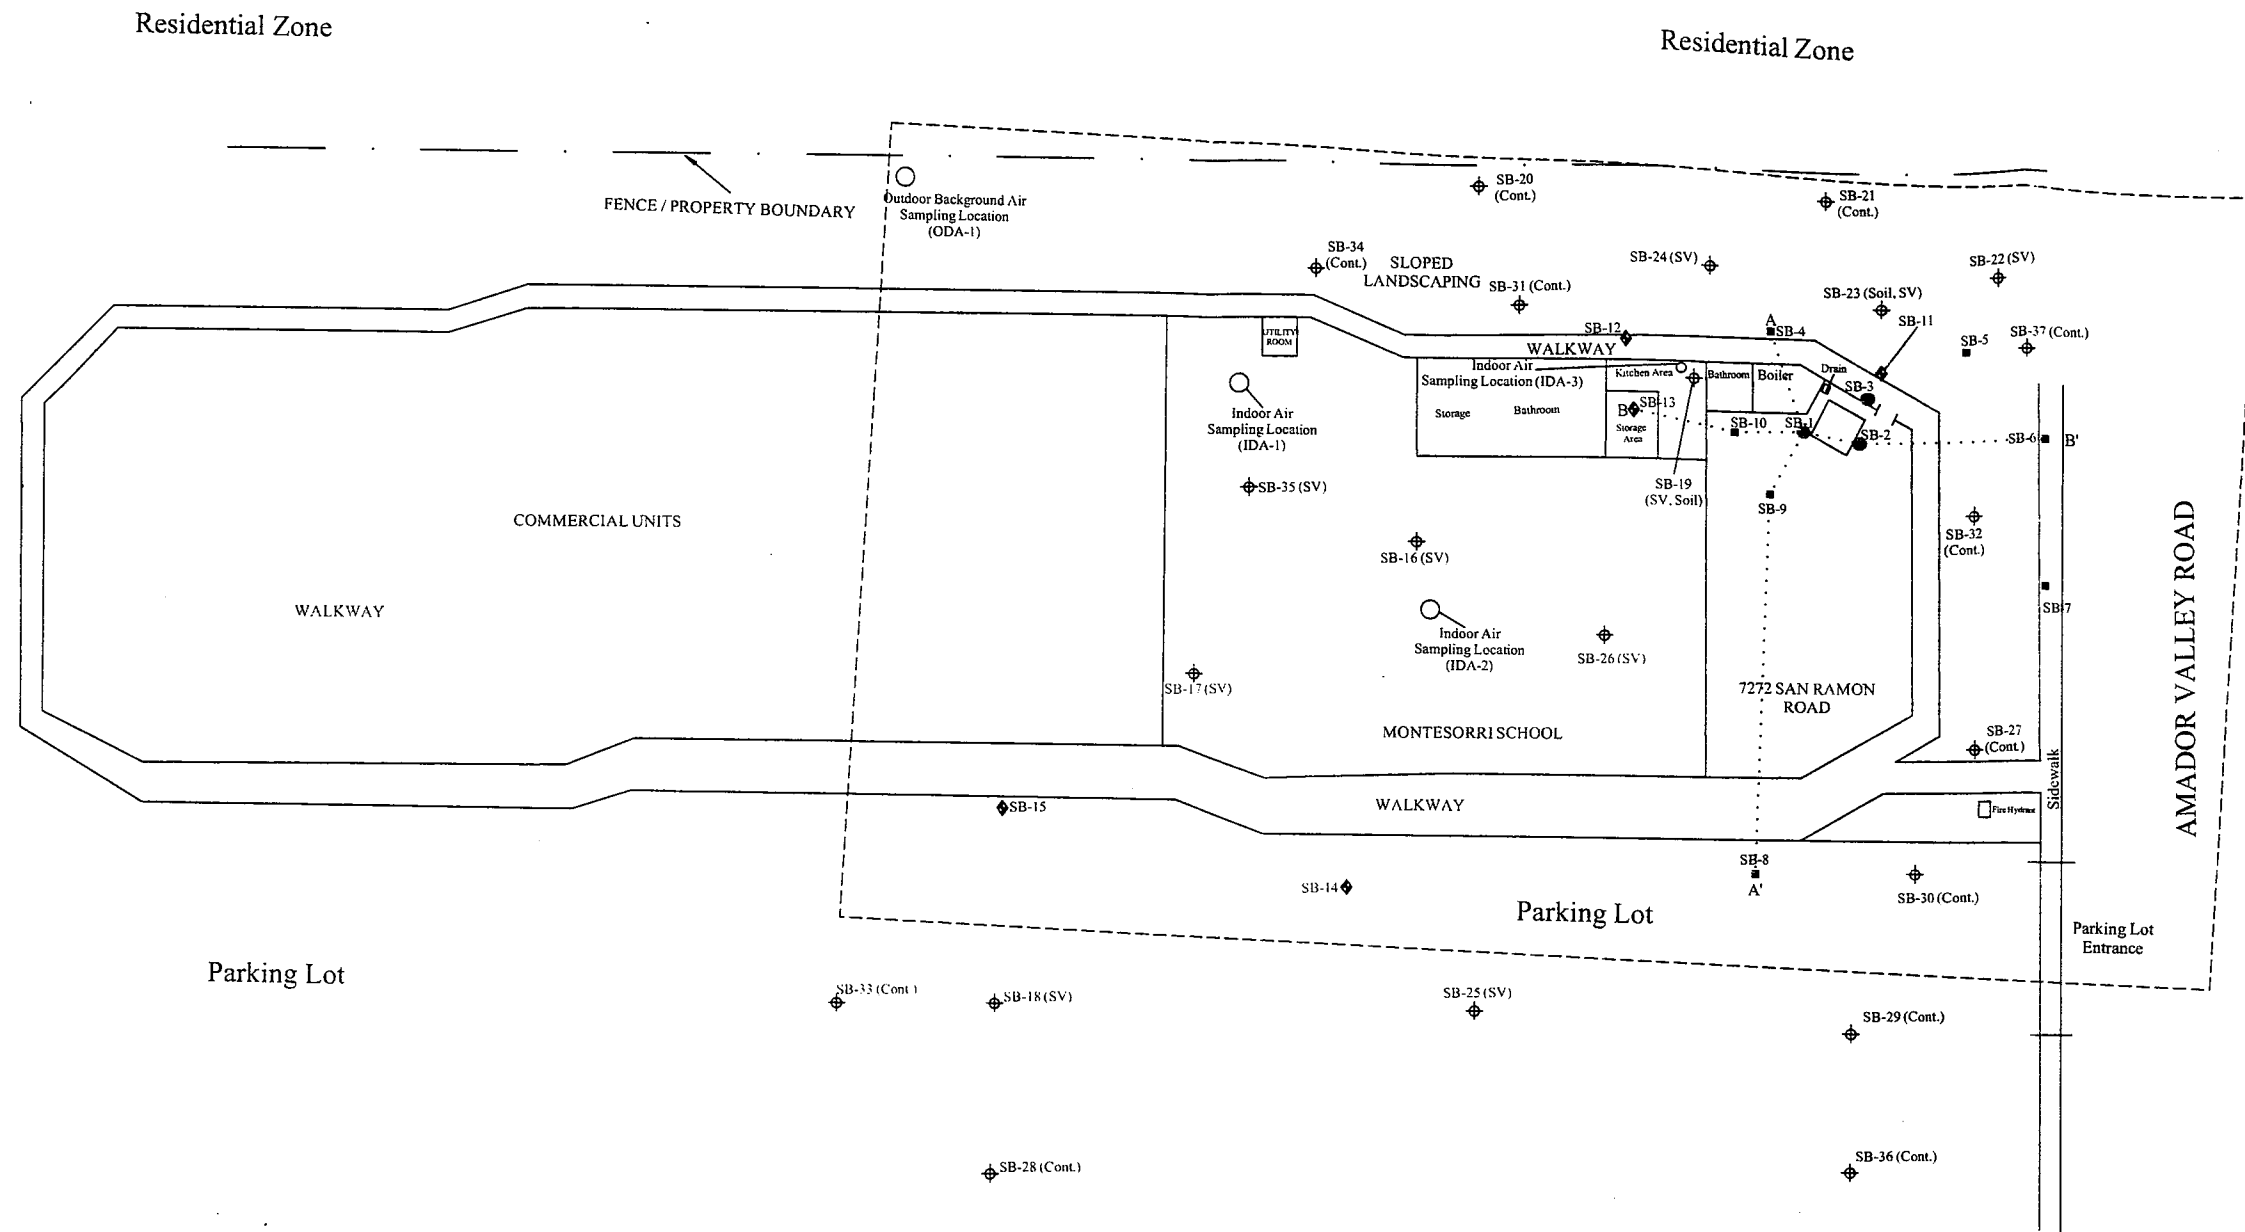 Residential Zone
Residential Zone
FENCE / PROPERTY BOUNDARY
Outdoor Background Air
Sampling Location
(ODA-1)
SB-20
(Cont.)
SB-21
(Cont.)
SB-34
(Cont.)
SLOPED
LANDSCAPING
SB-31 (Cont.)
SB-24 (SV)
SB-22 (SV)
SB-23 (Soil, SV)
SB-11
SB-37 (Cont.)
SB-5
A
SB-4
SB-12
WALKWAY
UTILITY
ROOM
Indoor Air
Sampling Location (IDA-3)
Kitchen Area
Bathroom
Boiler
Drain
SB-3
Storage
Bathroom
B
SB-13
Storage
Area
SB-10
SB-1
SB-2
SB-6
B'
Indoor Air
Sampling Location
(IDA-1)
SB-35 (SV)
SB-19
(SV, Soil)
SB-9
COMMERCIAL UNITS
SB-16 (SV)
SB-32
(Cont.)
WALKWAY
SB-7
Indoor Air
Sampling Location
(IDA-2)
SB-26 (SV)
SB-17 (SV)
7272 SAN RAMON
ROAD
MONTESORRI SCHOOL
SB-27
(Cont.)
Sidewalk
AMADOR VALLEY ROAD
WALKWAY
SB-15
Fire Hydrant
SB-8
A'
SB-14
SB-30 (Cont.)
Parking Lot
Parking Lot
Entrance
Parking Lot
SB-33 (Cont.)
SB-18 (SV)
SB-25 (SV)
SB-29 (Cont.)
SB-28 (Cont.)
SB-36 (Cont.)